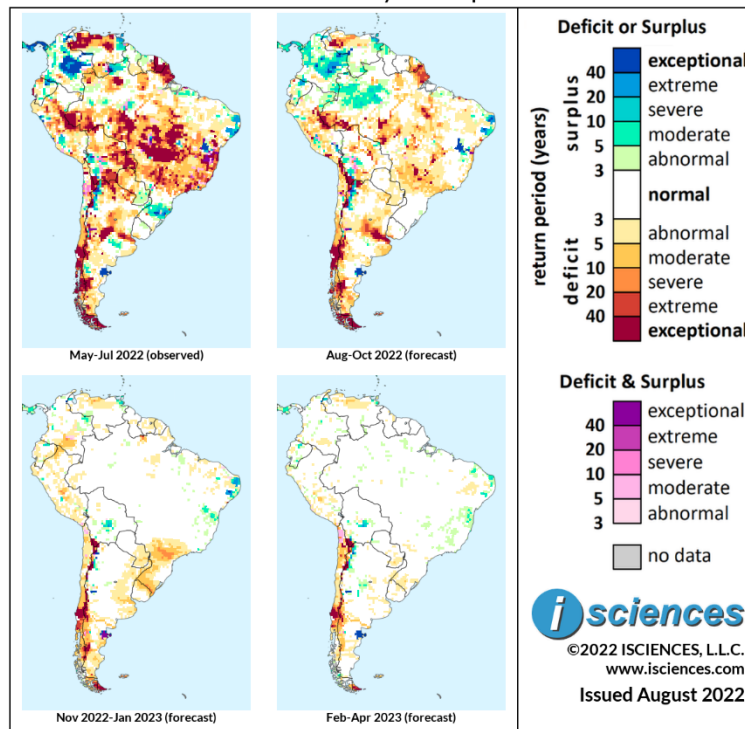 May-Jul 2022 (observed)
Aug-Oct 2022 (forecast)
Nov 2022-Jan 2023 (forecast)
Feb-Apr 2023 (forecast)
Deficit or Surplus
return period (years)
surplus
deficit
40
20
10
5
3
3
5
10
20
40
exceptional
extreme
severe
moderate
abnormal
normal
abnormal
moderate
severe
extreme
exceptional
Deficit & Surplus
40
20
10
5
3
exceptional
extreme
severe
moderate
abnormal
no data
i sciences
©2022 ISCIENCES, L.L.C.
www.isciences.com
Issued August 2022